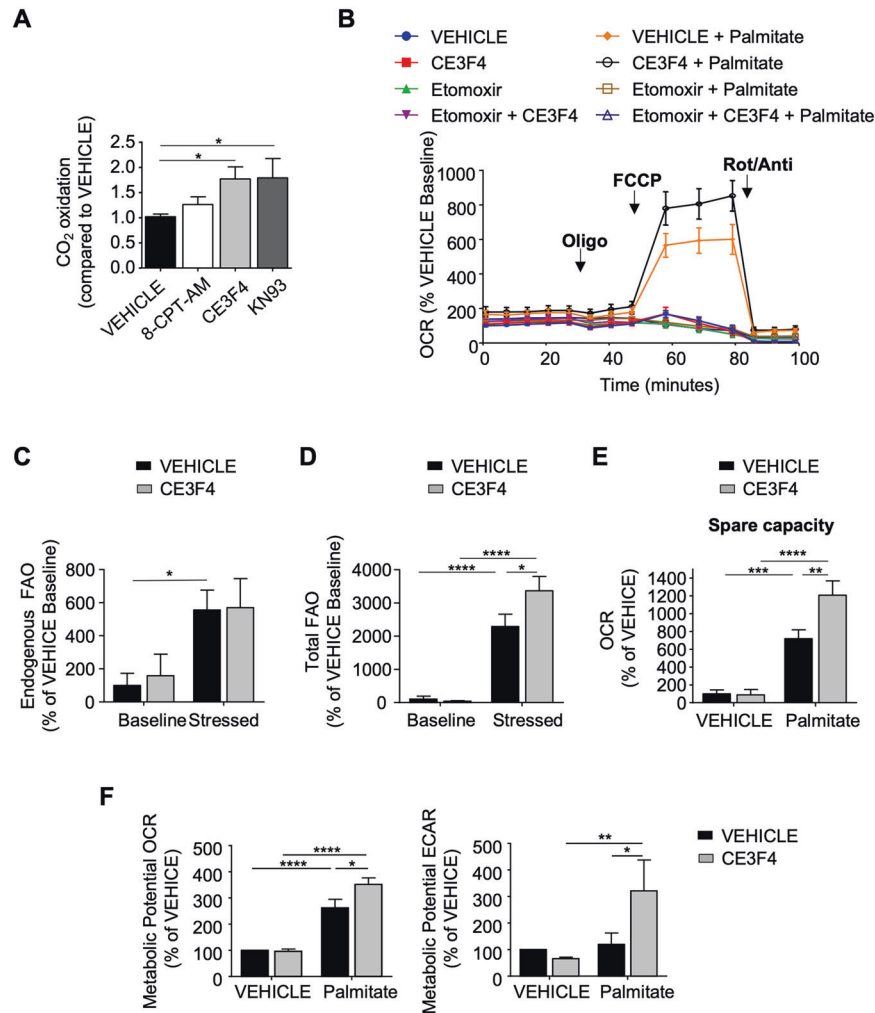 A
CO₂ oxidation
(compared to VEHICLE)
2.5
2.0
1.5
1.0
0.5
0.0
*
*
VEHICLE
8-CPT-AM
CE3F4
KN93
B
VEHICLE
CE3F4
Etomoxir
Etomoxir + CE3F4
VEHICLE + Palmitate
CE3F4 + Palmitate
Etomoxir + Palmitate
Etomoxir + CE3F4 + Palmitate
OCR (% VEHICLE Baseline)
1000
800
600
400
200
0
Oligo
FCCP
Rot/Anti
0 20 40 60 80 100
Time (minutes)
C
VEHICLE
CE3F4
Endogenous FAO
(% of VEHICE Baseline)
800
600
400
200
0
*
Baseline Stressed
D
VEHICLE
CE3F4
Total FAO
(% of VEHICE Baseline)
4000
3000
2000
1000
0
****
**** *
Baseline Stressed
E
VEHICLE
CE3F4
Spare capacity
OCR
(% of VEHICE)
1400
1200
1000
800
600
400
200
0
****
*** **
VEHICLE Palmitate
F
Metabolic Potential OCR
(% of VEHICE)
500
400
300
200
100
0
****
**** *
VEHICLE Palmitate
Metabolic Potential ECAR
(% of VEHICE)
500
400
300
200
100
0
**
*
VEHICLE Palmitate
VEHICLE
CE3F4